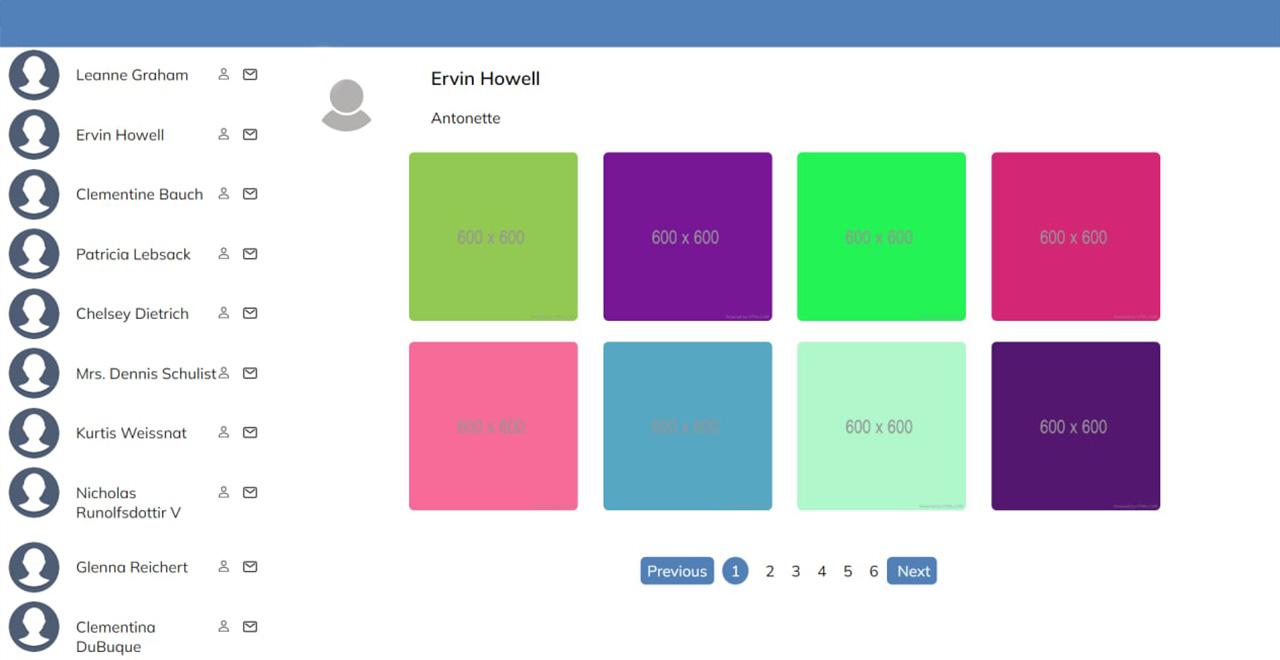 Leanne Graham
Ervin Howell
Clementine Bauch
Patricia Lebsack
Chelsey Dietrich
Mrs. Dennis Schulist
Kurtis Weissnat
Nicholas
Runolfsdottir V
Glenna Reichert
Clementina
DuBuque
Ervin Howell
Antonette
600 x 600
600 x 600
600 x 600
600 x 600
600 x 600
600 x 600
600 x 600
600 x 600
Previous 1 2 3 4 5 6 Next